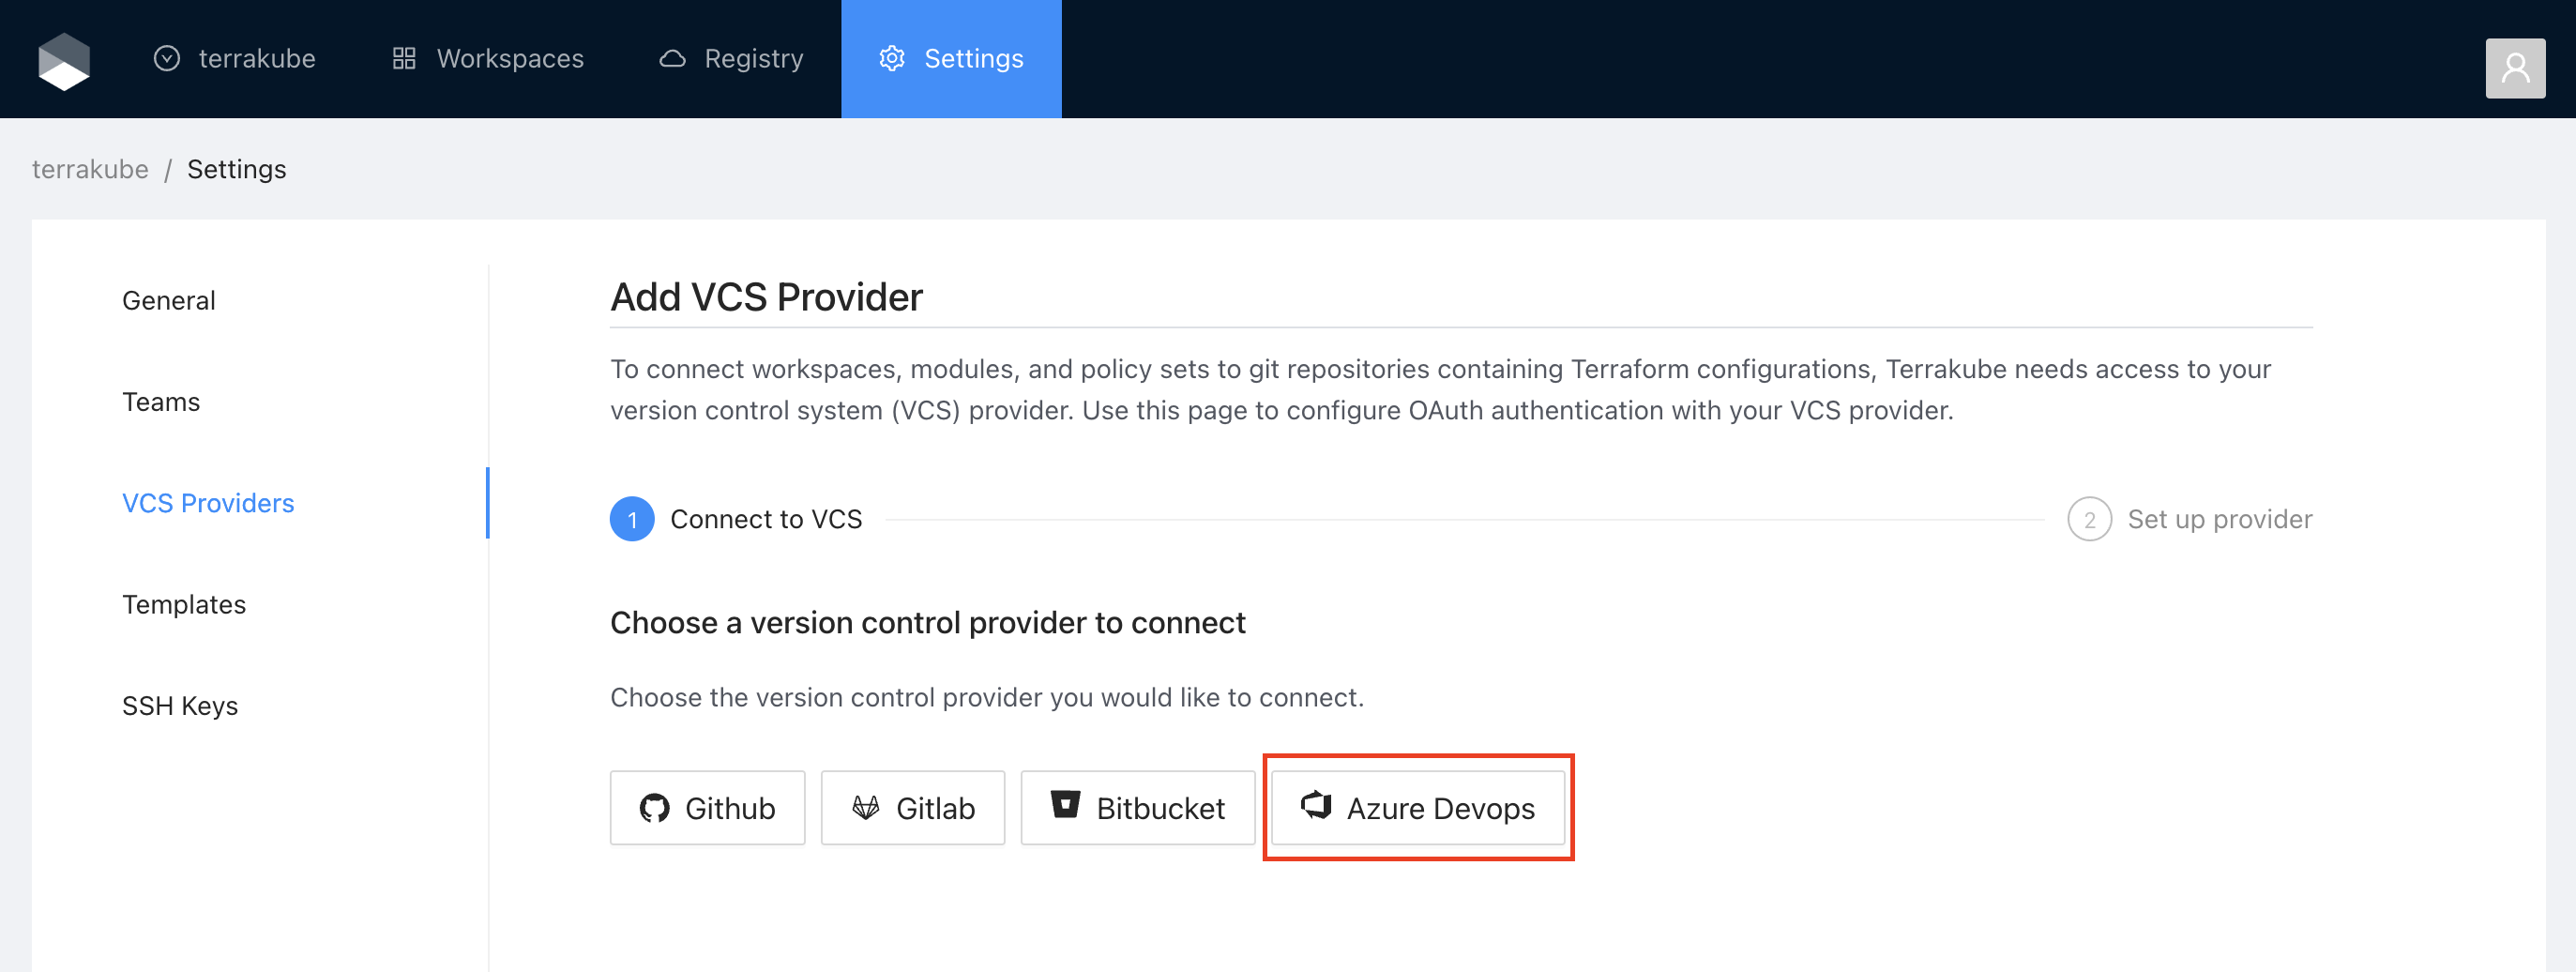 terrakube Workspaces Registry Settings
terrakube / Settings
General
Teams
VCS Providers
Templates
SSH Keys
Add VCS Provider
To connect workspaces, modules, and policy sets to git repositories containing Terraform configurations, Terrakube needs access to your
version control system (VCS) provider. Use this page to configure OAuth authentication with your VCS provider.
1 Connect to VCS 2 Set up provider
Choose a version control provider to connect
Choose the version control provider you would like to connect.
Github Gitlab Bitbucket Azure Devops